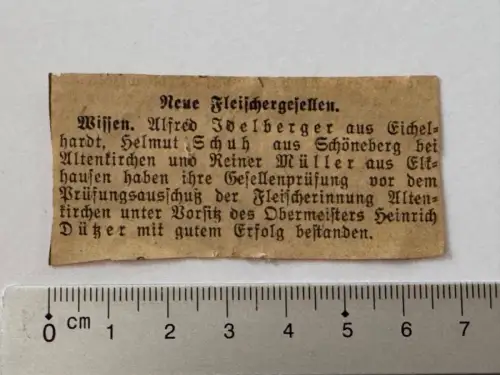 Neue Fleischergesellen.
Wissen. Alfred Idelberger aus Eichel-
hardt, Helmut Schuh aus Schöneberg bei
Altenkirchen und Reiner Müller aus Elk-
hausen haben ihre Gesellenprüfung vor dem
Prüfungsausschuß der Fleischerinnung Alten-
kirchen unter Vorsitz des Obermeisters Heinrich
Dützer mit gutem Erfolg bestanden.
0 cm 1 2 3 4 5 6 7